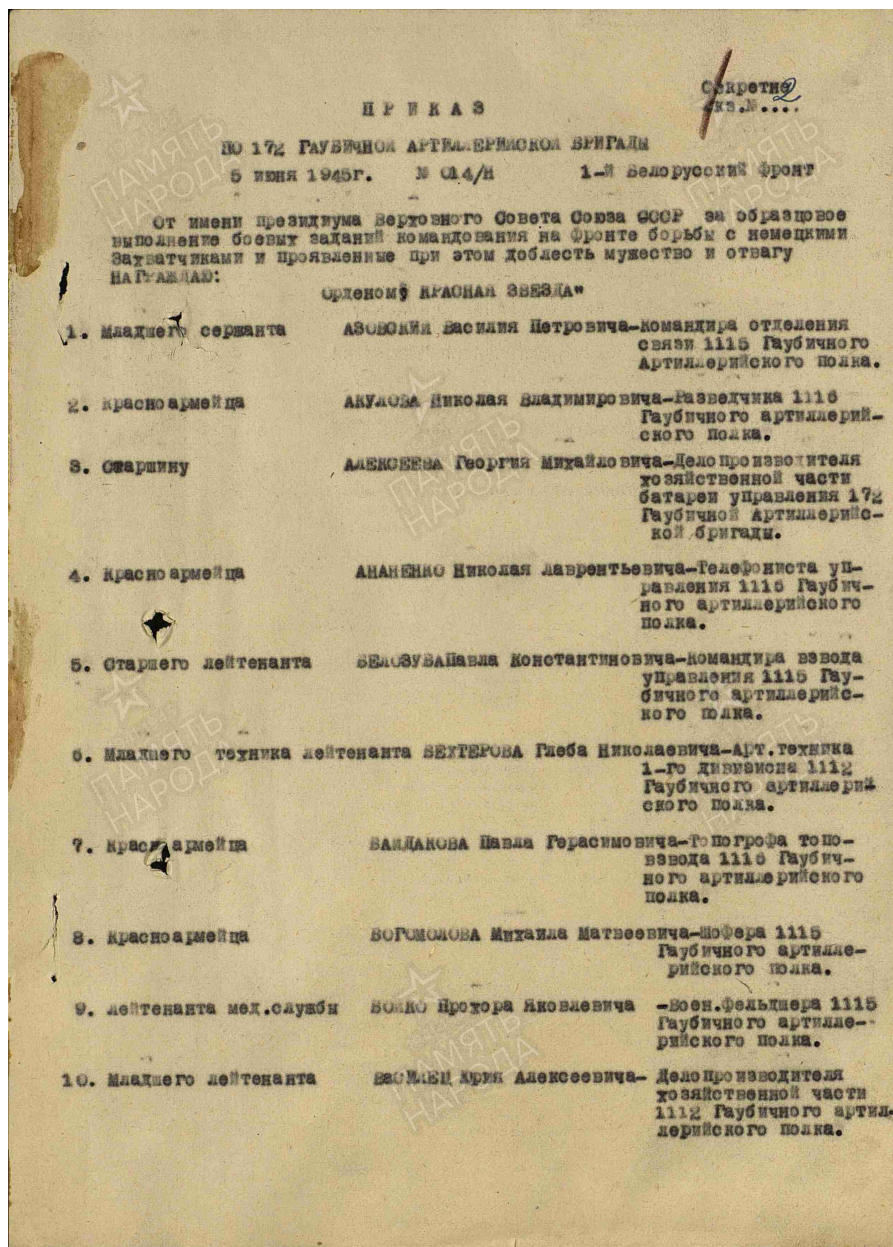 Секретно
Экз.№ 2
П Р И К А З
ПО 172 ГАУБИЧНОЙ АРТИЛЛЕРИЙСКОЙ БРИГАДЫ
5 июня 1945г. № 014/Н 1-й Белорусский Фронт
От имени президиума Верховного Совета Союза СССР за образцовое
выполнение боевых заданий командования на Фронте борьбы с немецкими
Захватчиками и проявленные при этом доблесть мужество и отвагу
НАГРАЖДАЮ:
Орденом КРАСНАЯ ЗВЕЗДА"
1. Младшего сержанта АЗОВСКИЙ Василия Петровича-Командира отделения
связи 1115 Гаубичного
Артиллерийского полка.
2. Красноармейца АКУЛОВА Николая Владимировича-Разведчика 1116
Гаубичного артиллерий-
ского полка.
3. Старшину АЛЕКСЕЕВА Георгия Михайловича-Делопроизводителя
хозяйственной части
батареи управления 172
Гаубичной Артиллерийс-
кой бригады.
4. Красноармейца АНАНЕНКО Николая Лаврентьевича-Телефониста уп-
равления 1115 Гаубич-
ного артиллерийского
полка.
5. Старшего лейтенанта БЕЛОЗУБА Павла Константиновича-Командира взвода
управления 1115 Гау-
бичного артиллерийс-
кого полка.
6. Младшего техника лейтенанта БЕХТЕРОВА Глеба Николаевича-Арт.техника
1-го дивизиона 1112
Гаубичного артиллерий
ского полка.
7. Красноармейца БАЙДАКОВА Павла Герасимовича-Топогрофа топо-
взвода 1116 Гаубич-
ного артиллерийского
полка.
8. Красноармейца БОГОМОЛОВА Михаила Матвеевича-Шофера 1115
Гаубичного артилле-
рийского полка.
9. Лейтенанта мед.службы БОЙКО Прохора Яковлевича -Воен.фельдшера 1115
Гаубичного артилле-
рийского полка.
10. Младшего лейтенанта ВАСИЛЕЦ Юрия Алексеевича- Делопроизводителя
хозяйственной части
1112 Гаубичного артил-
лерийского полка.
ПАМЯТЬ
НАРОДА